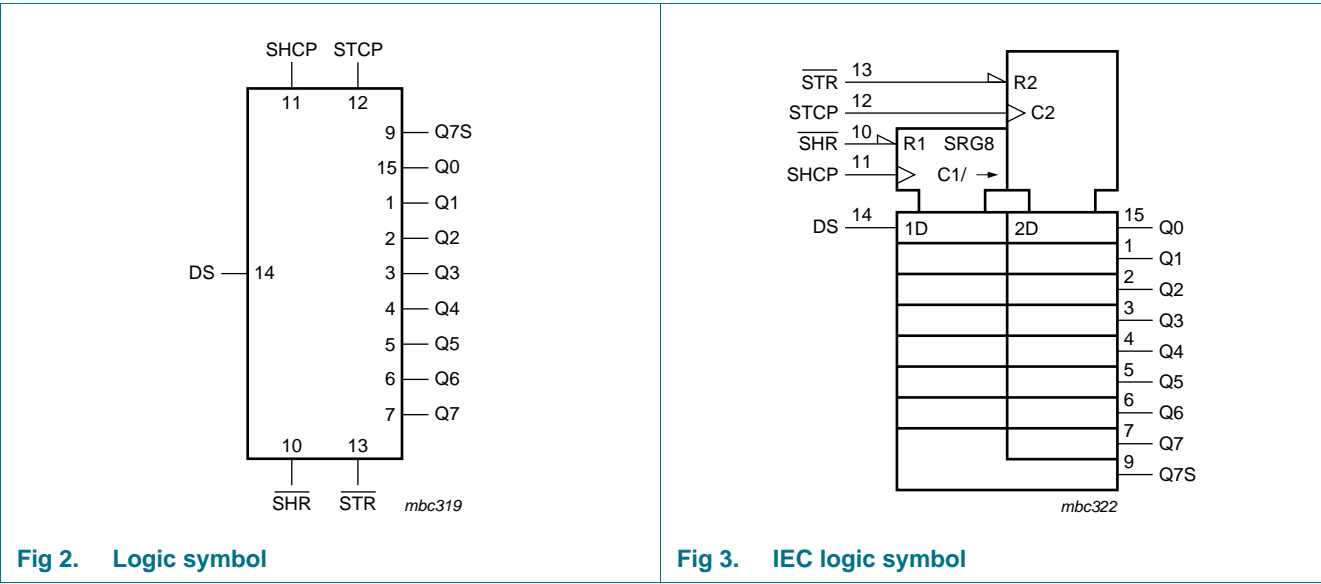 SHCP STCP
11 12
9 Q7S
15 Q0
1 Q1
2 Q2
DS 14 3 Q3
4 Q4
5 Q5
6 Q6
7 Q7
10 13
SHR STR mbc319
Fig 2. Logic symbol
STR 13 R2
STCP 12 C2
SHR 10 R1 SRG8
SHCP 11 C1/ →
DS 14 1D 2D 15 Q0
1 Q1
2 Q2
3 Q3
4 Q4
5 Q5
6 Q6
7 Q7
9 Q7S
mbc322
Fig 3. IEC logic symbol